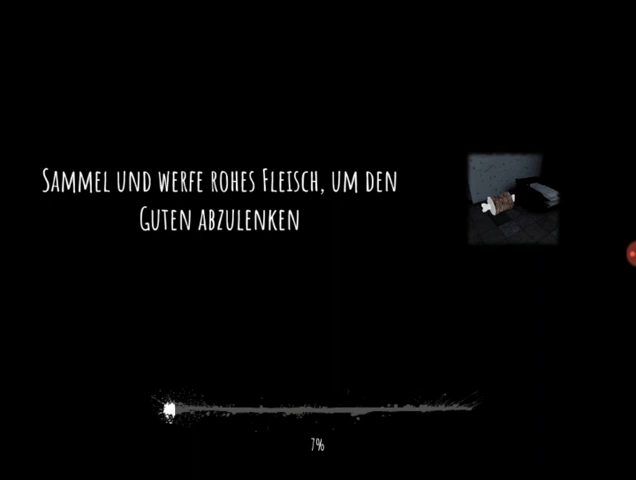 Sammel und werfe rohes Fleisch, um den
Guten abzulenken
7%